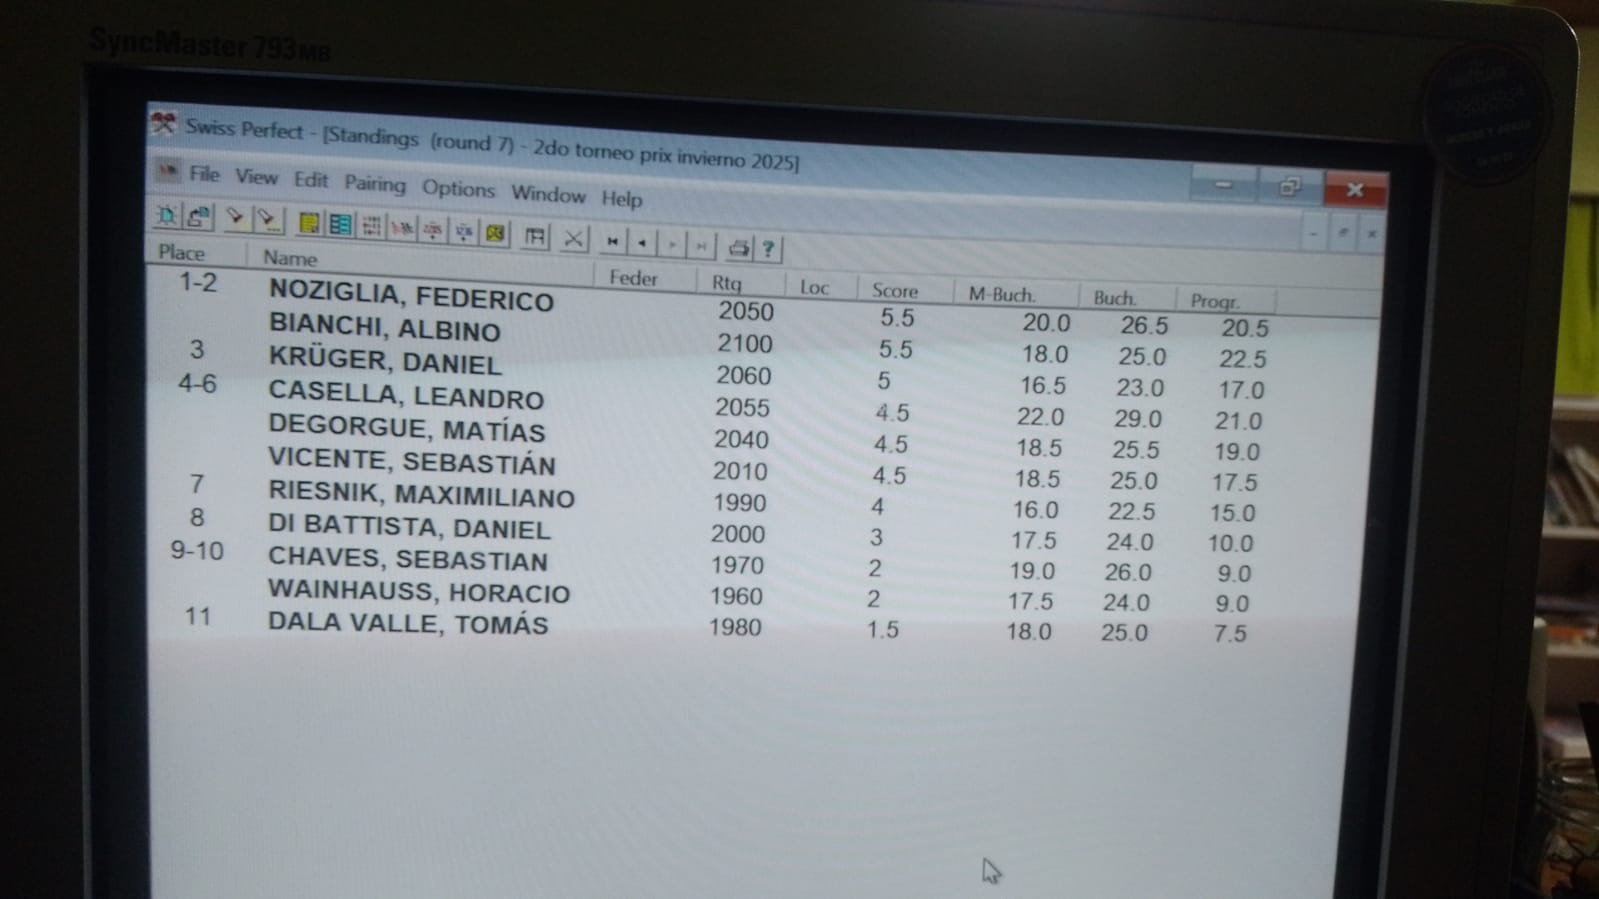 SyncMaster 793MB
Swiss Perfect - [Standings (round 7) - 2do torneo prix invierno 2025]
File View Edit Pairing Options Window Help
Place Name Feder Rtg Loc Score M-Buch. Buch. Progr.
1-2 NOZIGLIA, FEDERICO 2050 5.5 20.0 26.5 20.5
BIANCHI, ALBINO 2100 5.5 18.0 25.0 22.5
3 KRÜGER, DANIEL 2060 5 16.5 23.0 17.0
4-6 CASELLA, LEANDRO 2055 4.5 22.0 29.0 21.0
DEGORGUE, MATÍAS 2040 4.5 18.5 25.5 19.0
VICENTE, SEBASTIÁN 2010 4.5 18.5 25.0 17.5
7 RIESNIK, MAXIMILIANO 1990 4 16.0 22.5 15.0
8 DI BATTISTA, DANIEL 2000 3 17.5 24.0 10.0
9-10 CHAVES, SEBASTIAN 1970 2 19.0 26.0 9.0
WAINHAUSS, HORACIO 1960 2 17.5 24.0 9.0
11 DALA VALLE, TOMÁS 1980 1.5 18.0 25.0 7.5